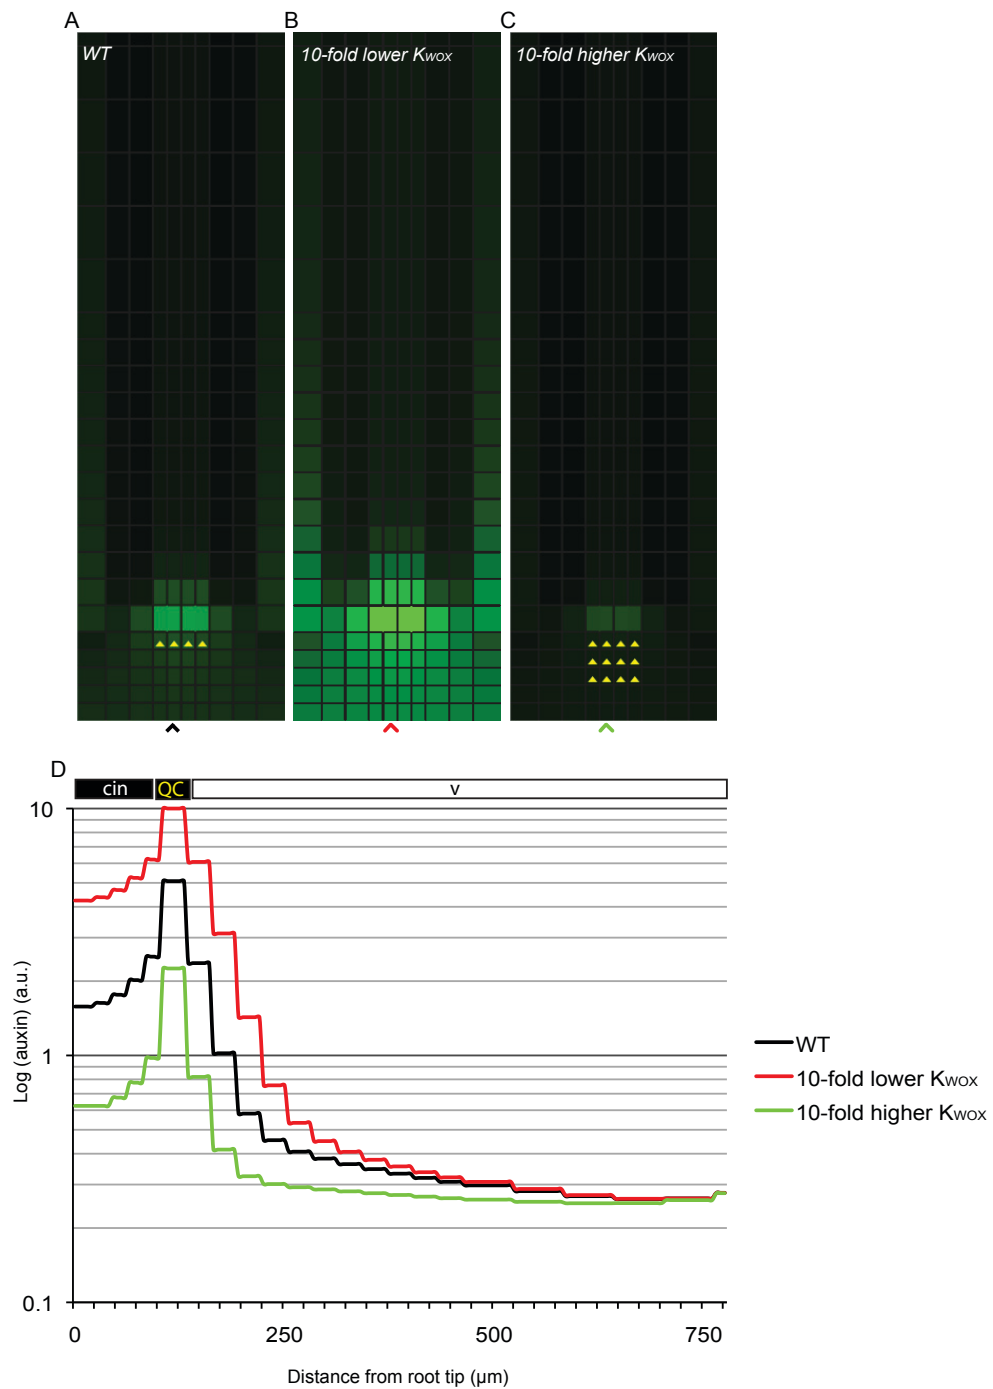 A
B
C
WT
10-fold lower KWOX
10-fold higher KWOX
D
cin
QC
v
10
1
0.1
Log (auxin) (a.u.)
0
250
500
750
Distance from root tip (µm)
WT
10-fold lower KWOX
10-fold higher KWOX